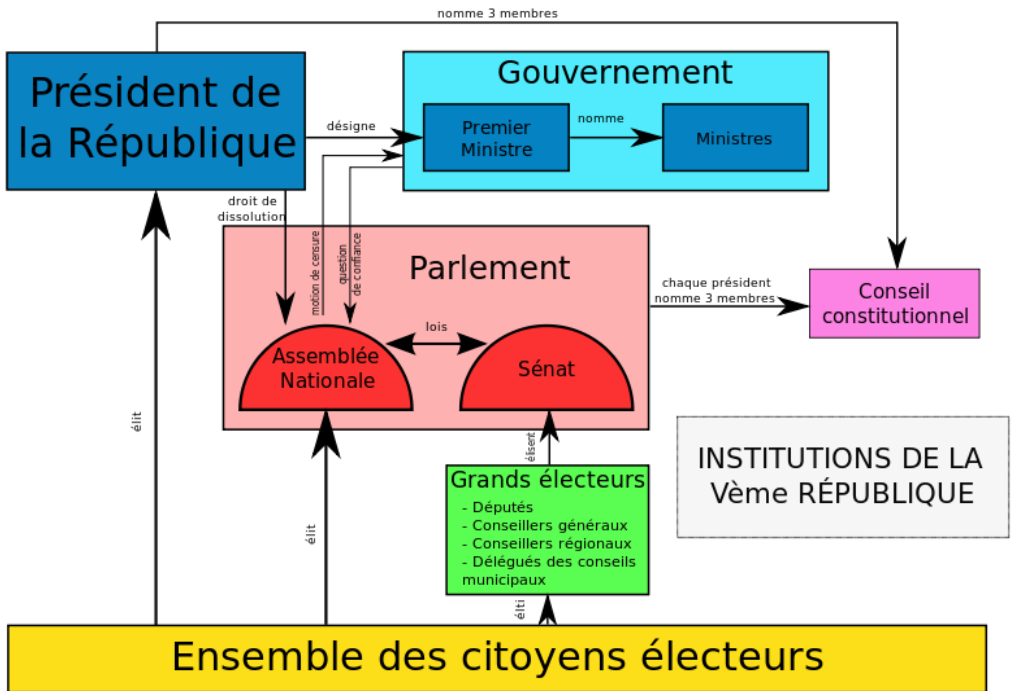 nomme 3 membres
Président de
la République
Gouvernement
désigne
Premier
Ministre
nomme
Ministres
droit de
dissolution
motion de censure
question
de confiance
Parlement
chaque président
nomme 3 membres
Conseil
constitutionnel
lois
Assemblée
Nationale
Sénat
élit
élit
élisent
Grands électeurs
- Députés
- Conseillers généraux
- Conseillers régionaux
- Délégués des conseils
municipaux
INSTITUTIONS DE LA
Vème RÉPUBLIQUE
élti
Ensemble des citoyens électeurs